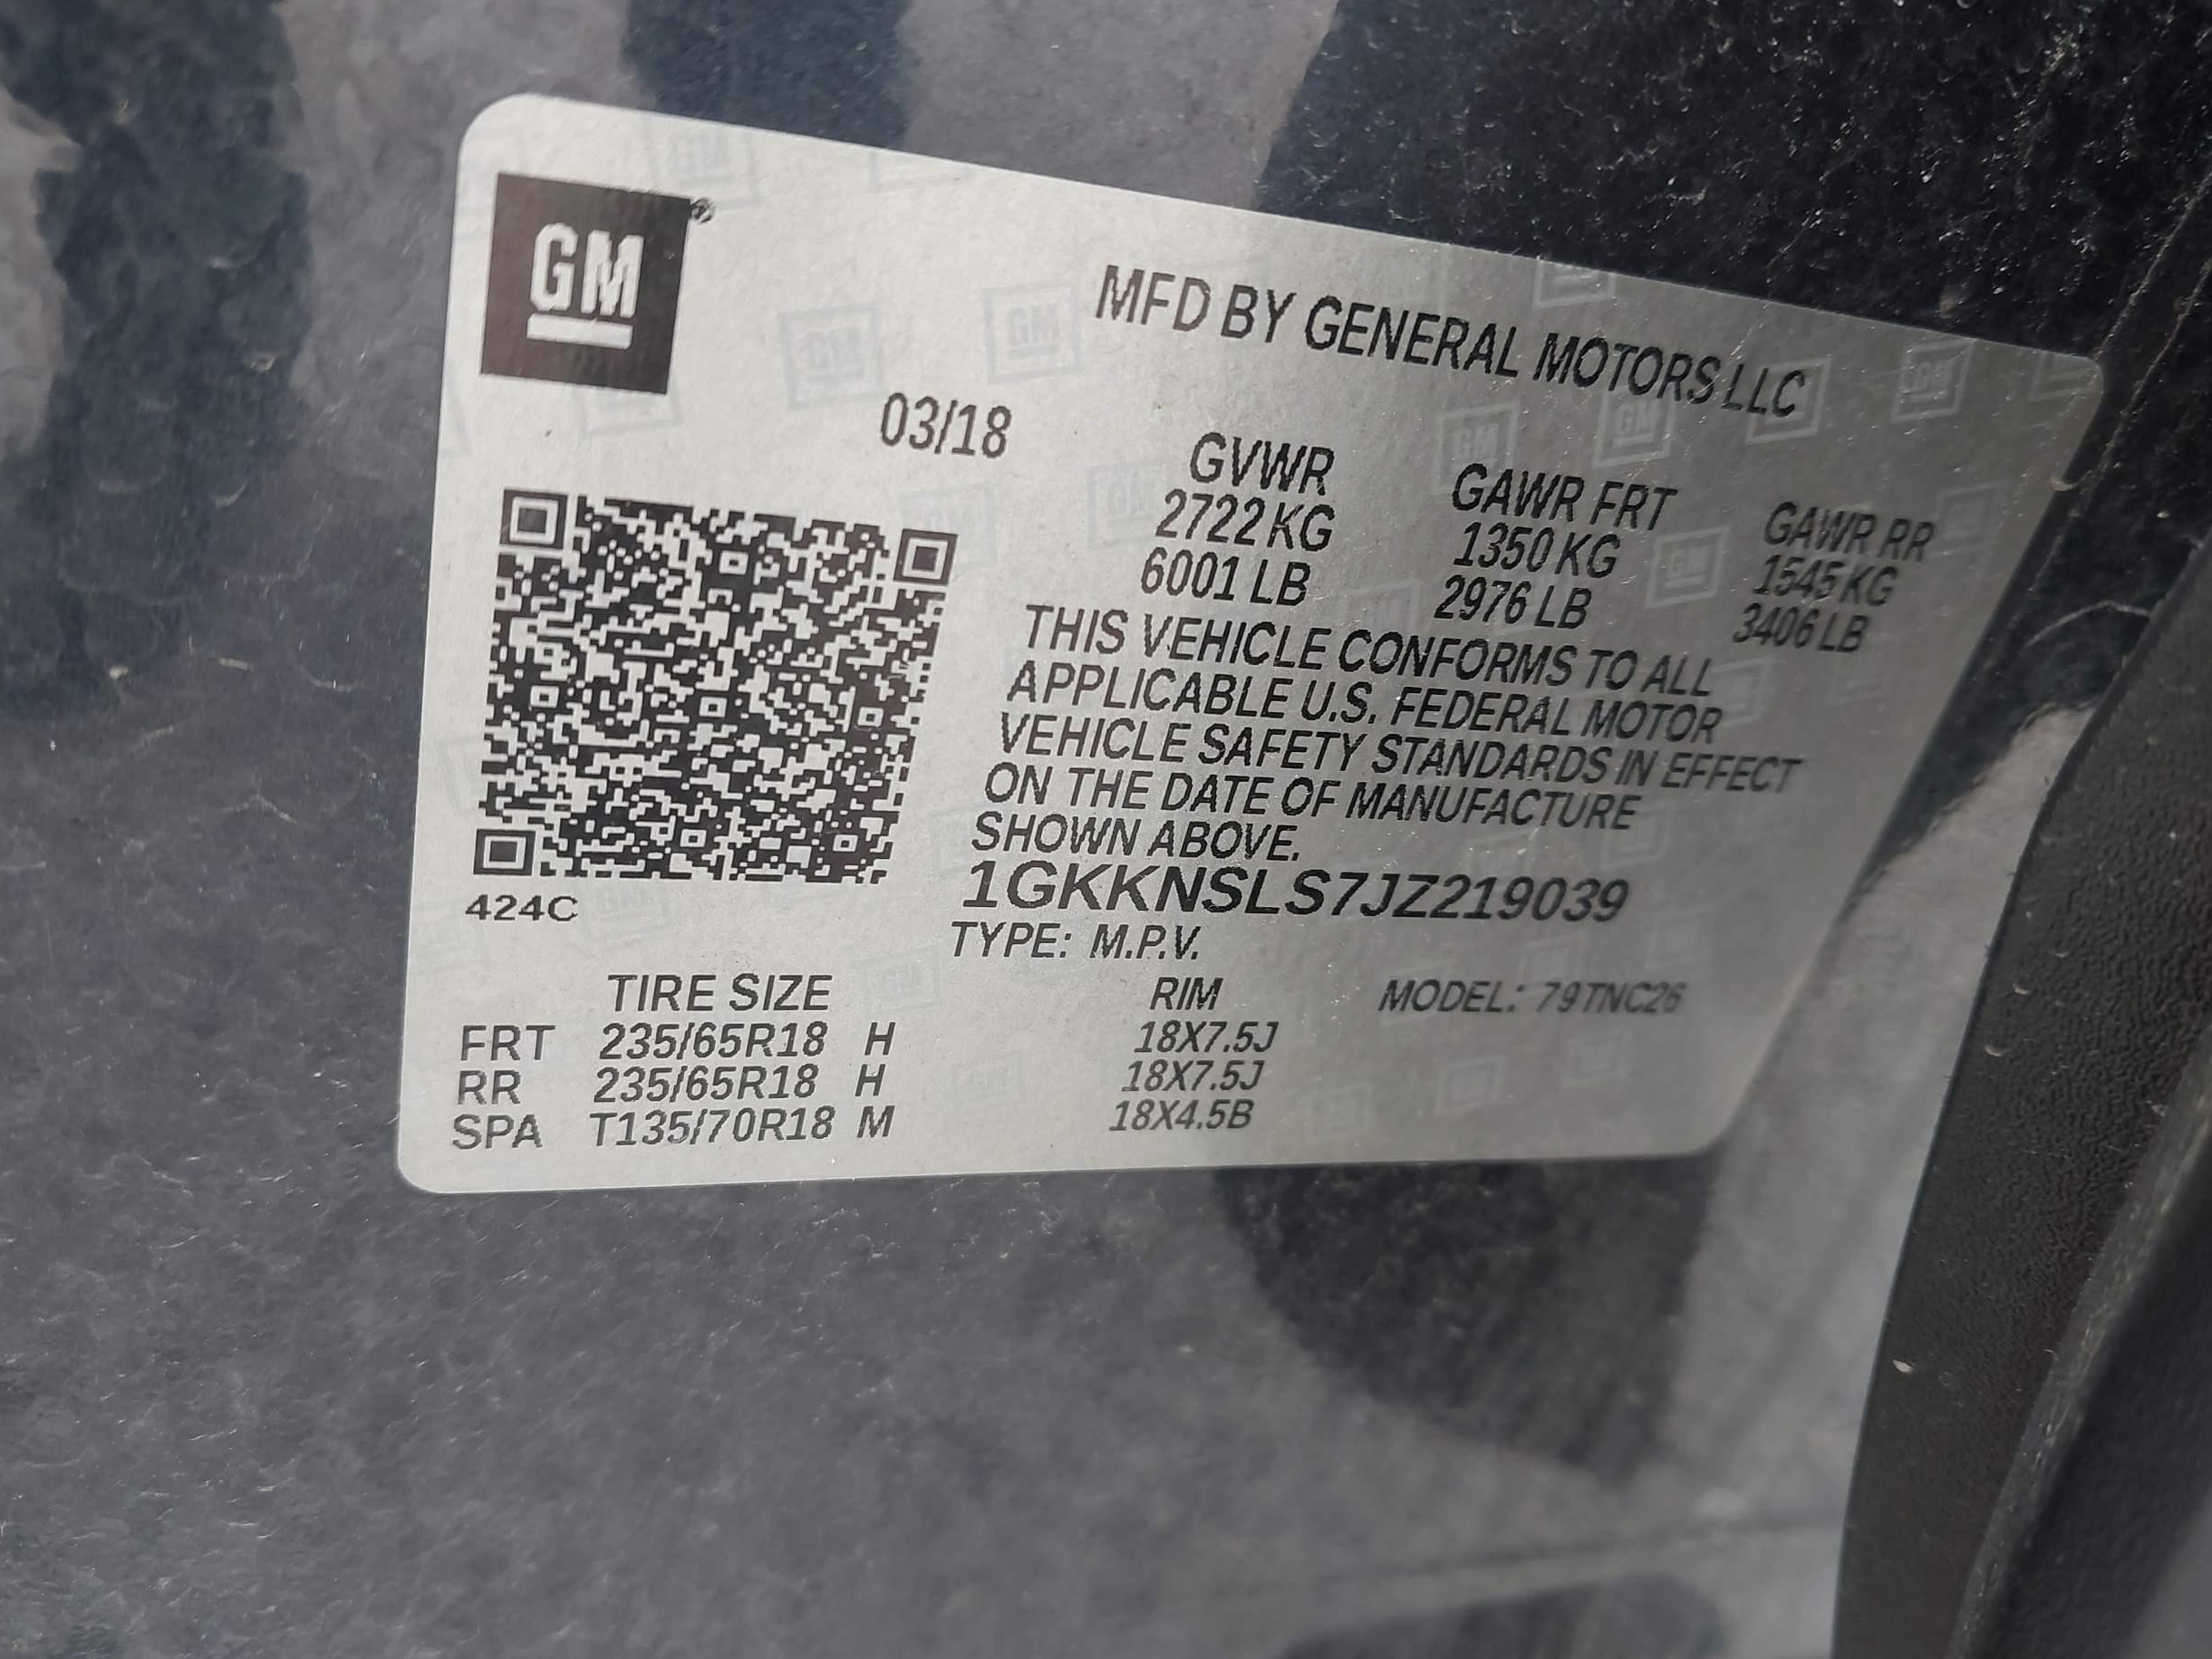 GM ®
MFD BY GENERAL MOTORS LLC
03/18
GVWR GAWR FRT GAWR RR
2722 KG 1350 KG 1545 KG
6001 LB 2976 LB 3406 LB
THIS VEHICLE CONFORMS TO ALL
APPLICABLE U.S. FEDERAL MOTOR
VEHICLE SAFETY STANDARDS IN EFFECT
ON THE DATE OF MANUFACTURE
SHOWN ABOVE.
1GKKNSLS7JZ219039
424C
TYPE: M.P.V.
TIRE SIZE RIM MODEL: 79TNC26
FRT 235/65R18 H 18X7.5J
RR 235/65R18 H 18X7.5J
SPA T135/70R18 M 18X4.5B